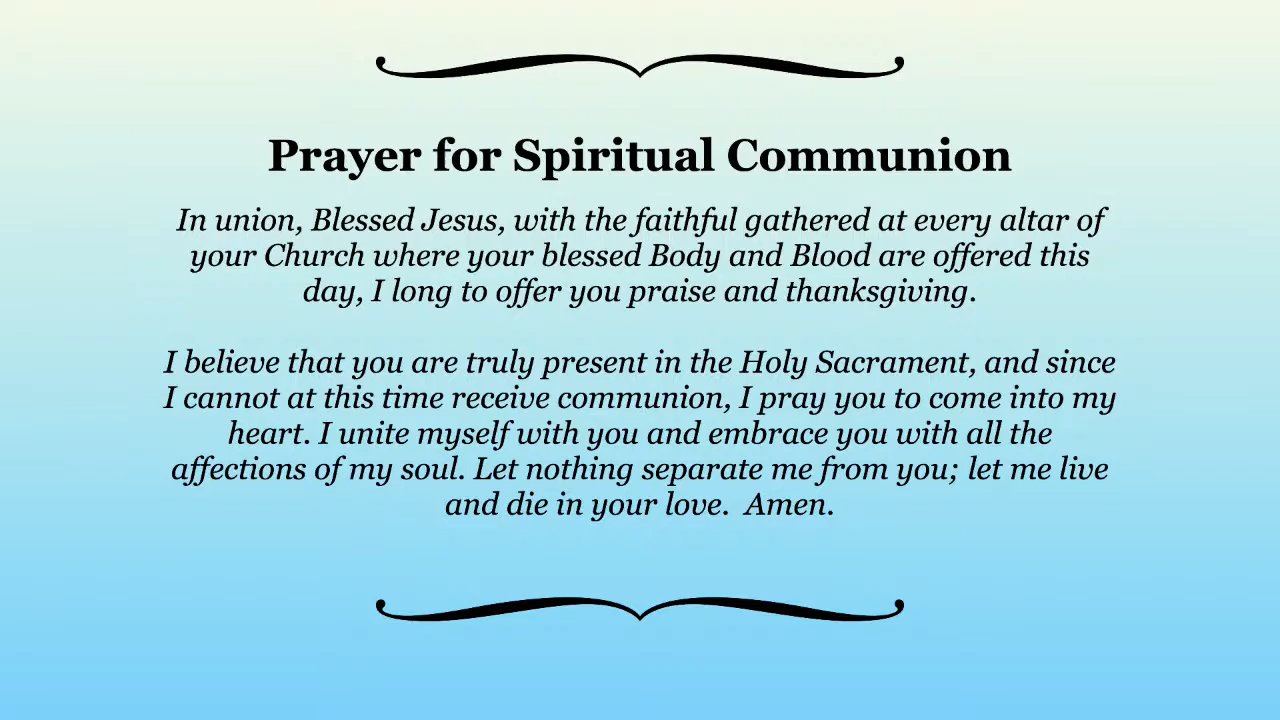 Prayer for Spiritual Communion
In union, Blessed Jesus, with the faithful gathered at every altar of
your Church where your blessed Body and Blood are offered this
day, I long to offer you praise and thanksgiving.
I believe that you are truly present in the Holy Sacrament, and since
I cannot at this time receive communion, I pray you to come into my
heart. I unite myself with you and embrace you with all the
affections of my soul. Let nothing separate me from you; let me live
and die in your love.  Amen.